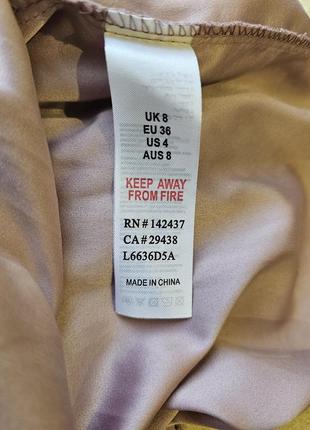 UK 8
EU 36
US 4
AUS 8
KEEP AWAY
FROM FIRE
RN # 142437
CA # 29438
L6636D5A
MADE IN CHINA